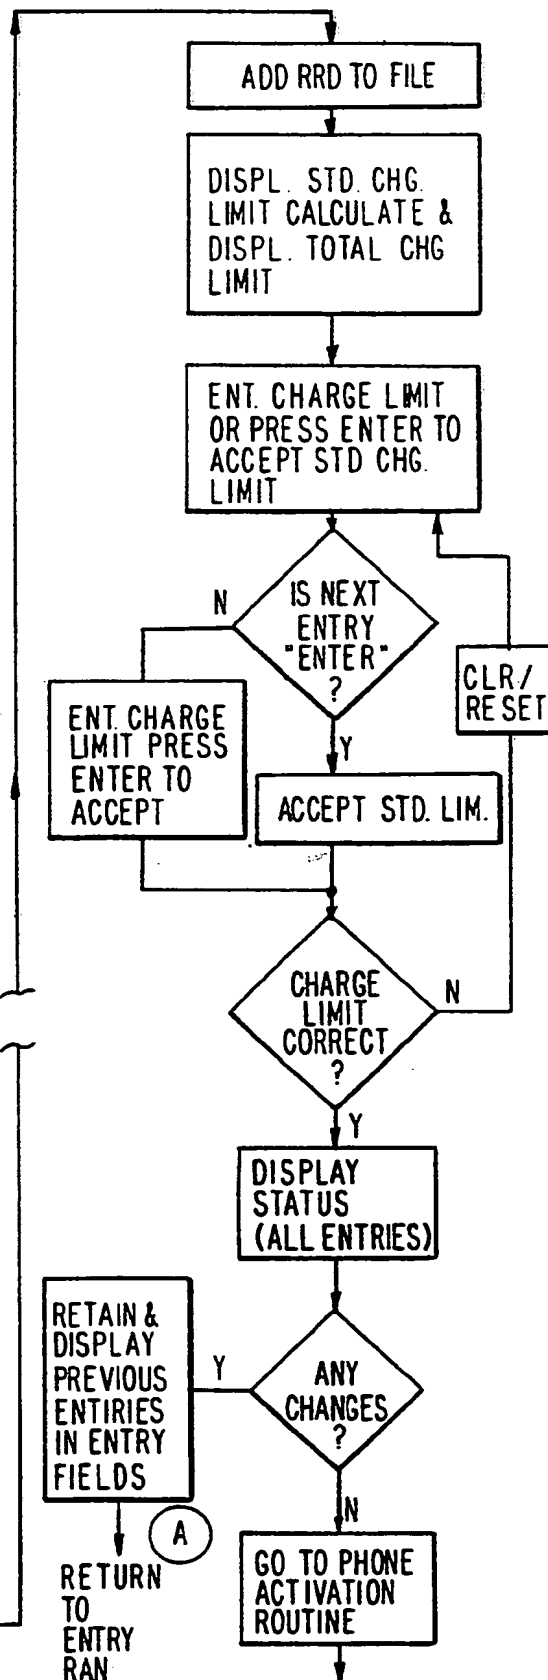 ADD RRD TO FILE
DISPL. STD. CHG.
LIMIT CALCULATE &
DISPL. TOTAL CHG
LIMIT
ENT. CHARGE LIMIT
OR PRESS ENTER TO
ACCEPT STD CHG.
LIMIT
N
IS NEXT
ENTRY
"ENTER"
?
CLR/
RESET
ENT. CHARGE
LIMIT PRESS
ENTER TO
ACCEPT
Y
ACCEPT STD. LIM.
CHARGE
LIMIT
CORRECT
?
N
Y
DISPLAY
STATUS
(ALL ENTRIES)
RETAIN &
DISPLAY
PREVIOUS
ENTIRIES
IN ENTRY
FIELDS
Y
ANY
CHANGES
?
N
A
RETURN
TO
ENTRY
RAN
GO TO PHONE
ACTIVATION
ROUTINE